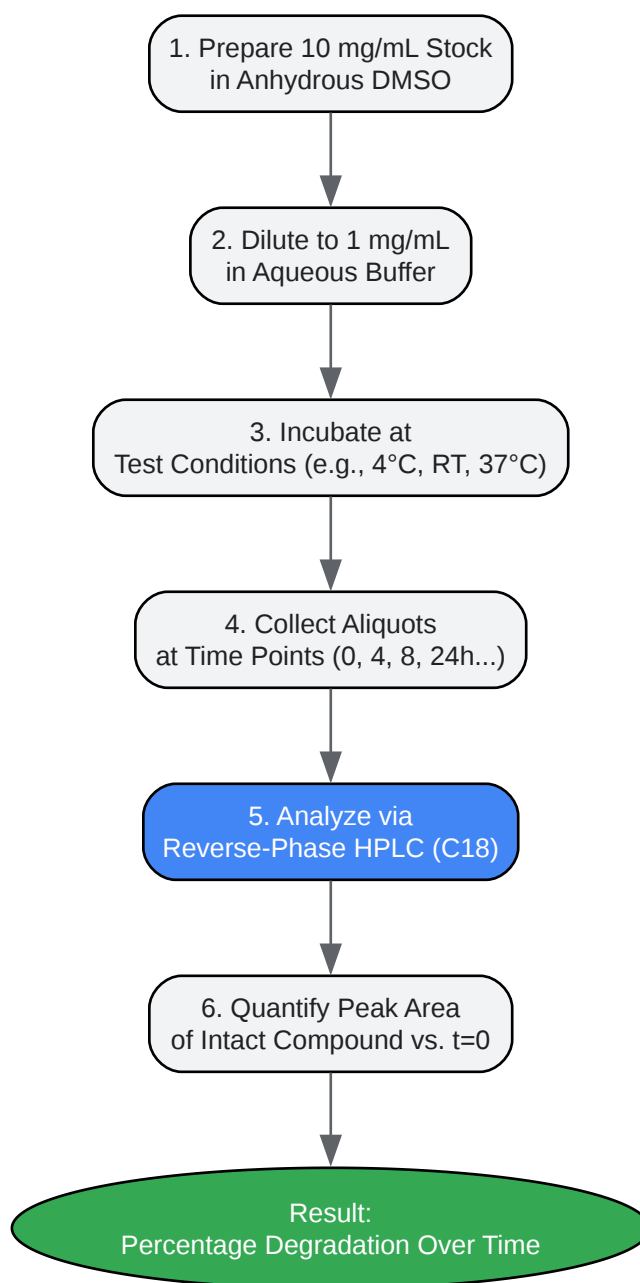 1. Prepare 10 mg/mL Stock
in Anhydrous DMSO
2. Dilute to 1 mg/mL
in Aqueous Buffer
3. Incubate at
Test Conditions (e.g., 4°C, RT, 37°C)
4. Collect Aliquots
at Time Points (0, 4, 8, 24h...)
5. Analyze via
Reverse-Phase HPLC (C18)
6. Quantify Peak Area
of Intact Compound vs. t=0
Result:
Percentage Degradation Over Time